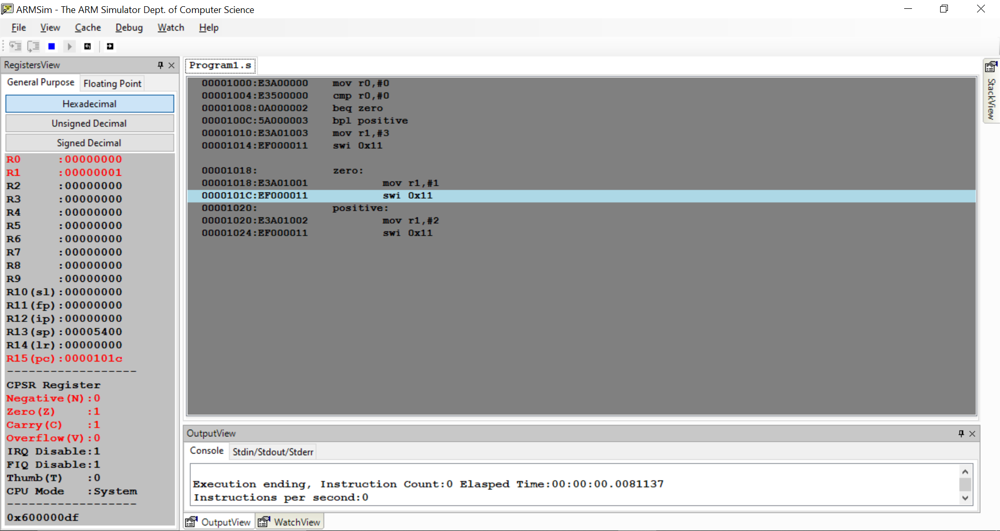 ARMSim - The ARM Simulator Dept. of Computer Science
File View Cache Debug Watch Help
RegistersView
General Purpose Floating Point
Hexadecimal
Unsigned Decimal
Signed Decimal
R0 :00000000
R1 :00000001
R2 :00000000
R3 :00000000
R4 :00000000
R5 :00000000
R6 :00000000
R7 :00000000
R8 :00000000
R9 :00000000
R10(sl):00000000
R11(fp):00000000
R12(ip):00000000
R13(sp):00005400
R14(lr):00000000
R15(pc):0000101c
-------------------
CPSR Register
Negative(N):0
Zero(Z) :1
Carry(C) :1
Overflow(V):0
IRQ Disable:1
FIQ Disable:1
Thumb(T) :0
CPU Mode :System
-------------------
0x600000df
Program1.s
00001000:E3A00000 mov r0,#0
00001004:E3500000 cmp r0,#0
00001008:0A000002 beq zero
0000100C:5A000003 bpl positive
00001010:E3A01003 mov r1,#3
00001014:EF000011 swi 0x11
00001018: zero:
00001018:E3A01001 mov r1,#1
0000101C:EF000011 swi 0x11
00001020: positive:
00001020:E3A01002 mov r1,#2
00001024:EF000011 swi 0x11
StackView
OutputView
Console Stdin/Stdout/Stderr
Execution ending, Instruction Count:0 Elasped Time:00:00:00.0081137
Instructions per second:0
OutputView WatchView